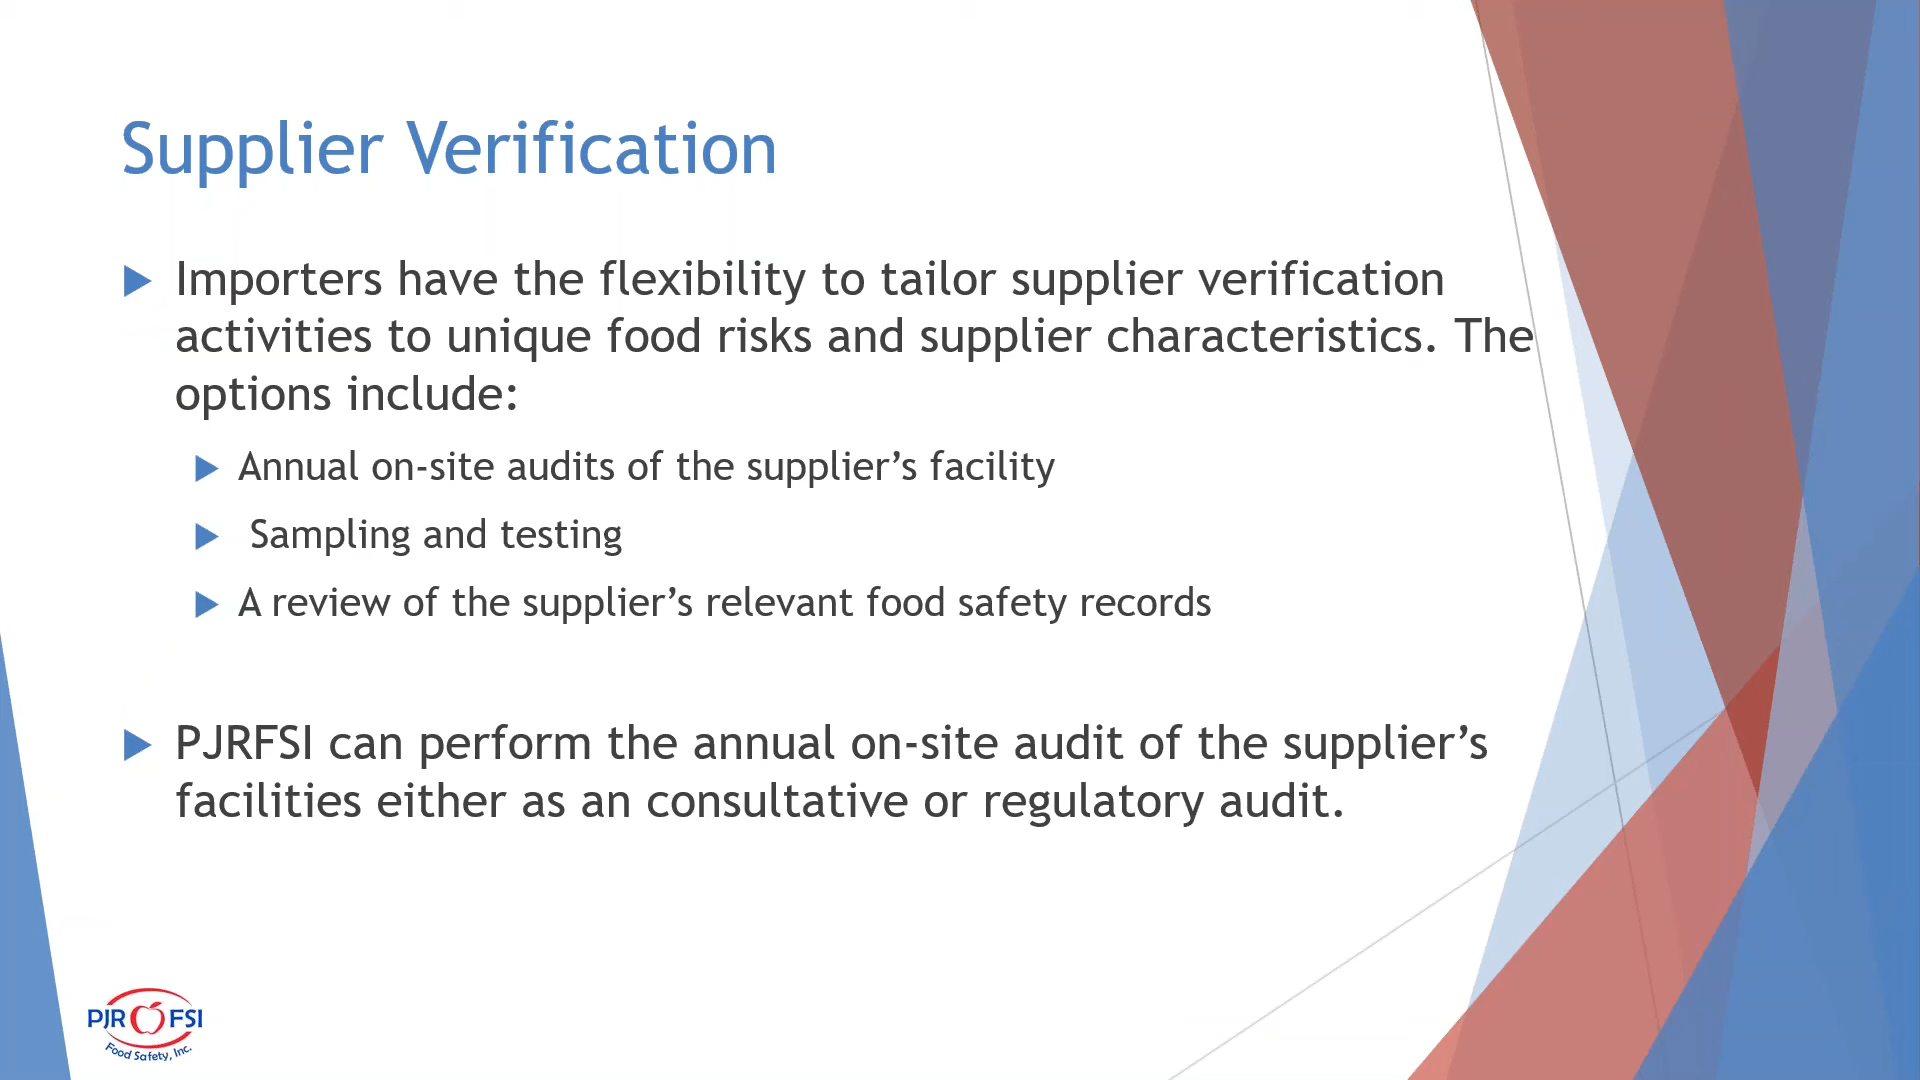 Supplier Verification
Importers have the flexibility to tailor supplier verification
activities to unique food risks and supplier characteristics. The
options include:
Annual on-site audits of the supplier’s facility
Sampling and testing
A review of the supplier’s relevant food safety records
PJRFSI can perform the annual on-site audit of the supplier’s
facilities either as an consultative or regulatory audit.
PJR FSI
Food Safety, Inc.